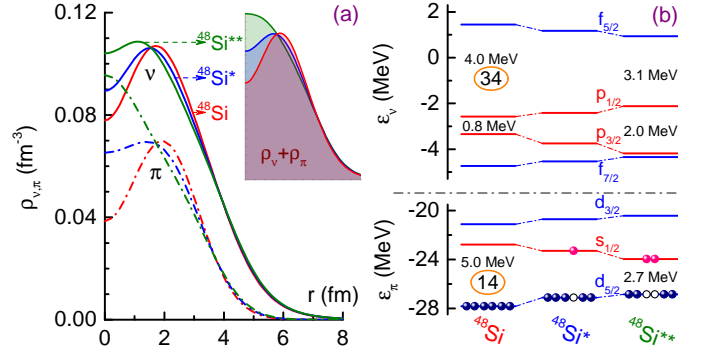 (a)
0.12
0.08
0.04
0.00
ρν,π (fm-3)
0
2
4
6
8
r (fm)
48Si**
48Si*
48Si
ν
π
ρν+ρπ
(b)
2
0
-2
-4
εν (MeV)
f5/2
4.0 MeV
34
3.1 MeV
p1/2
0.8 MeV
p3/2
2.0 MeV
f7/2
-20
-24
-28
επ (MeV)
d3/2
s1/2
5.0 MeV
14
d5/2
2.7 MeV
48Si
48Si*
48Si**